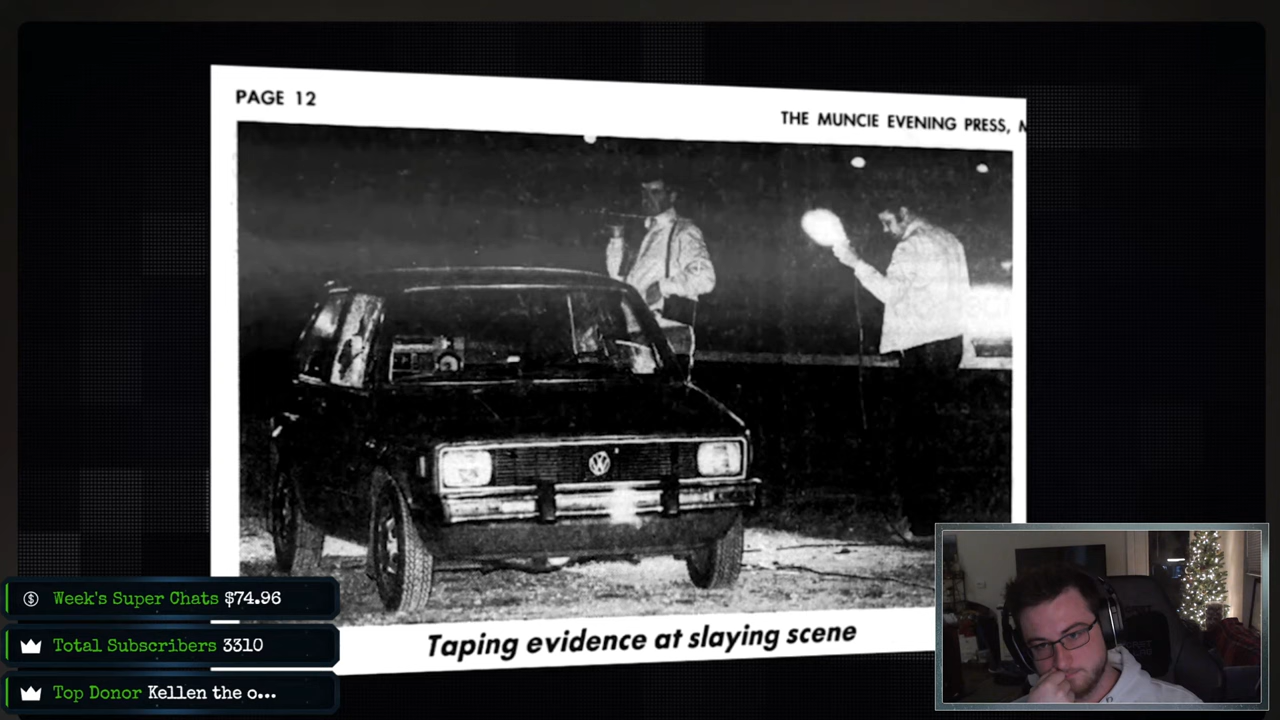 PAGE 12
THE MUNCIE EVENING PRESS, M
Taping evidence at slaying scene
Week's Super Chats $74.96
Total Subscribers 3310
Top Donor Kellen the o...